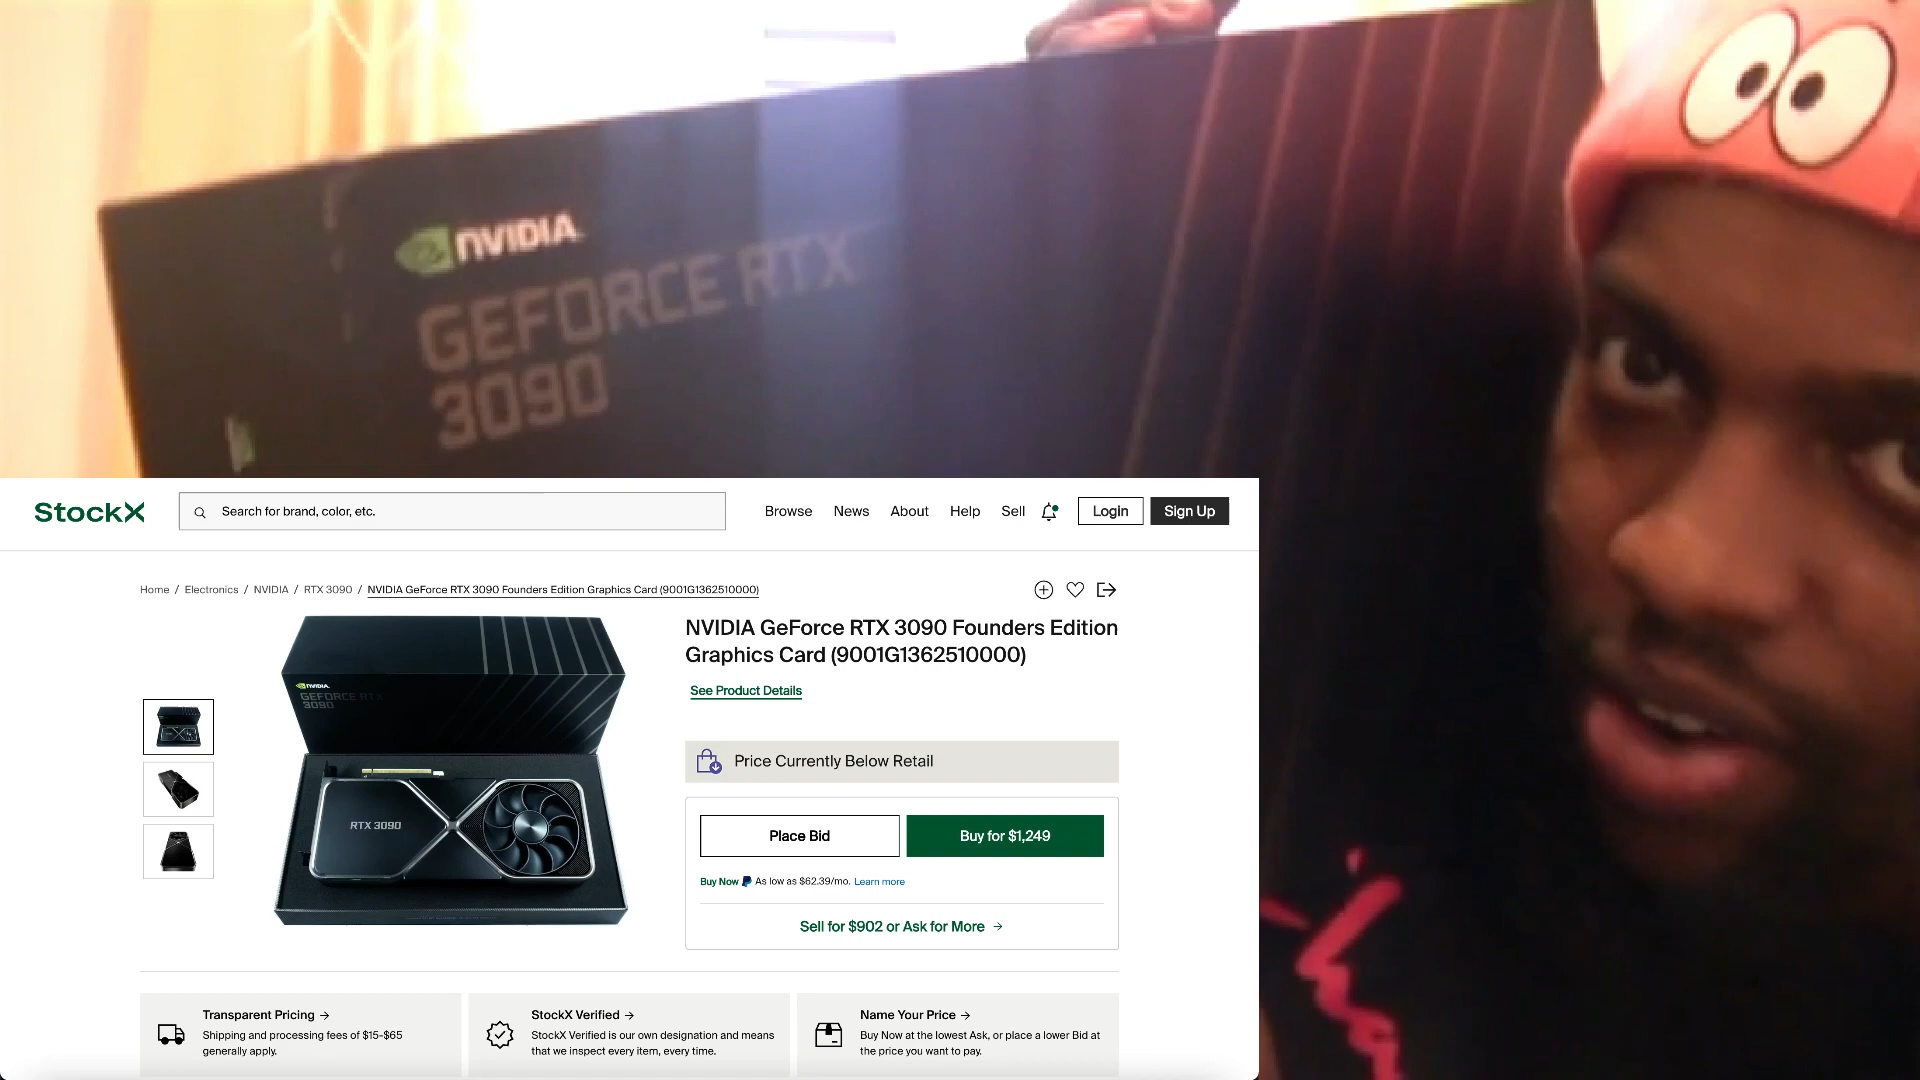 NVIDIA
GEFORCE RTX
3090
StockX
Search for brand, color, etc.
Browse
News
About
Help
Sell
Login
Sign Up
Home / Electronics / NVIDIA / RTX 3090 / NVIDIA GeForce RTX 3090 Founders Edition Graphics Card (9001G1362510000)
NVIDIA GeForce RTX 3090 Founders Edition
Graphics Card (9001G1362510000)
See Product Details
NVIDIA
GEFORCE RTX
3090
RTX 3090
Price Currently Below Retail
Place Bid
Buy for $1,249
Buy Now As low as $62.39/mo. Learn more
Sell for $902 or Ask for More →
Transparent Pricing →
Shipping and processing fees of $15-$65
generally apply.
StockX Verified →
StockX Verified is our own designation and means
that we inspect every item, every time.
Name Your Price →
Buy Now at the lowest Ask, or place a lower Bid at
the price you want to pay.